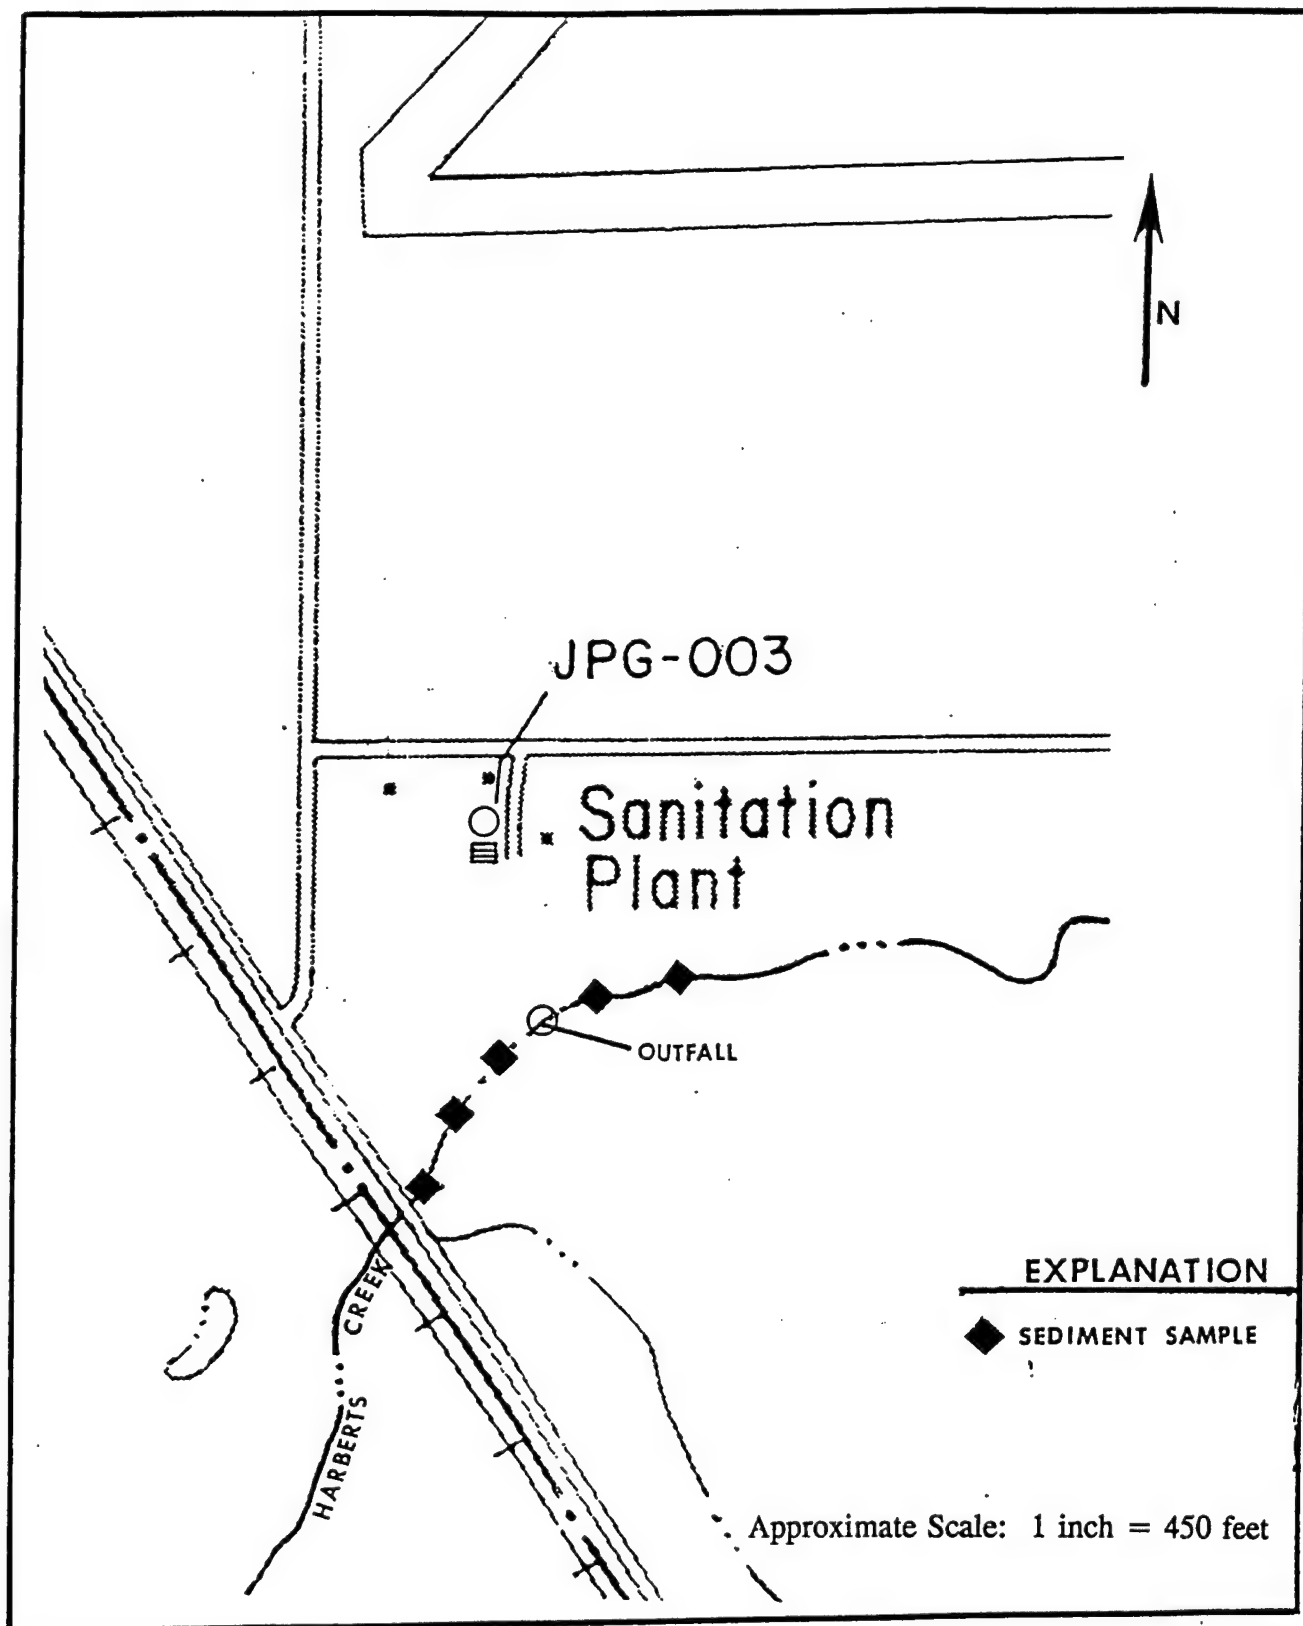 N
JPG-003
Sanitation
Plant
OUTFALL
EXPLANATION
SEDIMENT SAMPLE
HARBERTS CREEK
Approximate Scale: 1 inch = 450 feet